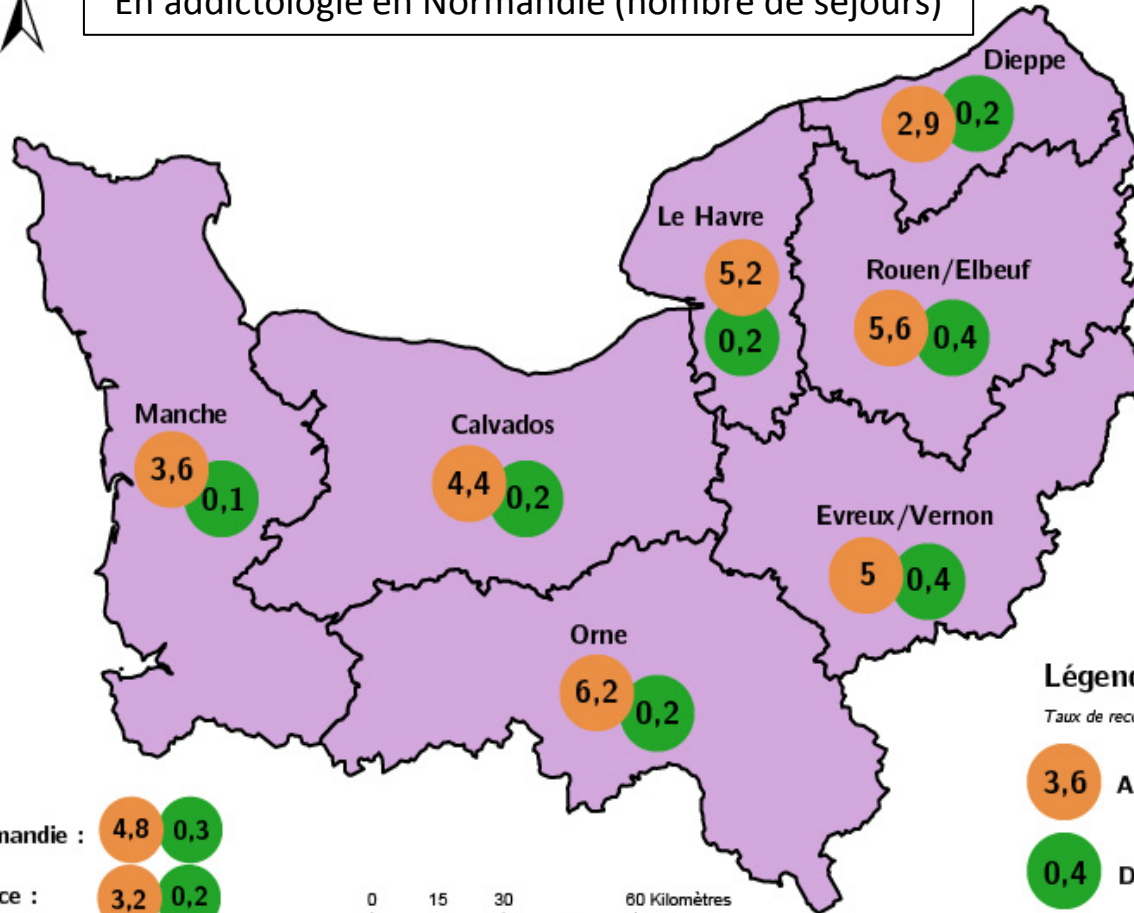 En addictologie en Normandie (nombre de séjours)
Dieppe
2,9 0,2
Le Havre
5,2
0,2
Rouen/Elbeuf
5,6 0,4
Manche
3,6
0,1
Calvados
4,4 0,2
Evreux/Vernon
5 0,4
Orne
6,2 0,2
Légend
Taux de reco
3,6 A
0,4 D
mandie : 4,8 0,3
ce : 3,2 0,2
0 15 30 60 Kilomètres